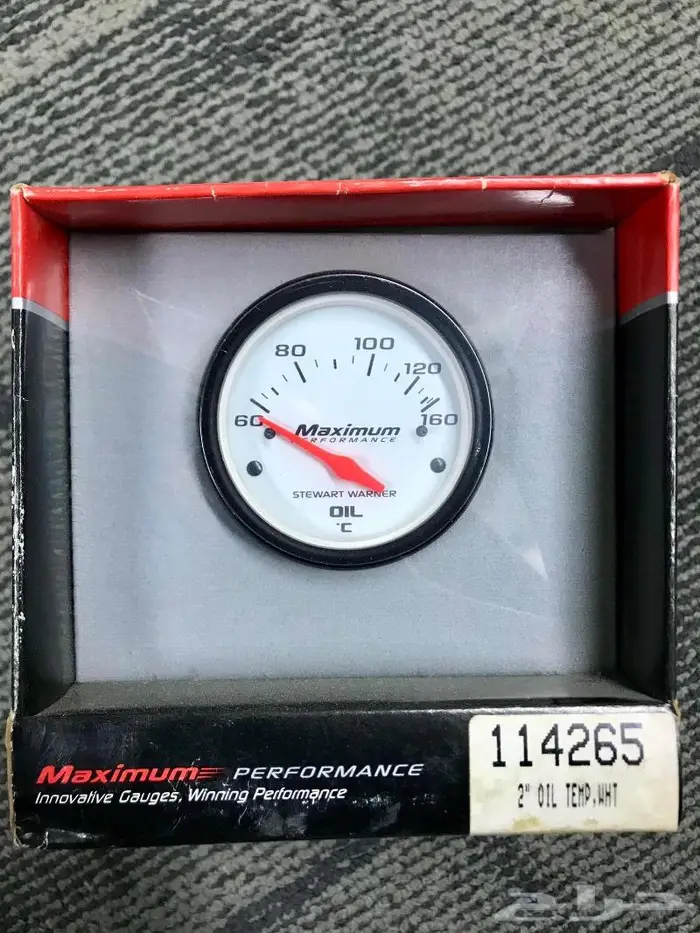 80 100 120
60 160
Maximum
PERFORMANCE
STEWART WARNER
OIL
°C
Maximum PERFORMANCE
Innovative Gauges, Winning Performance
114265
2" OIL TEMP,WHT
حراج